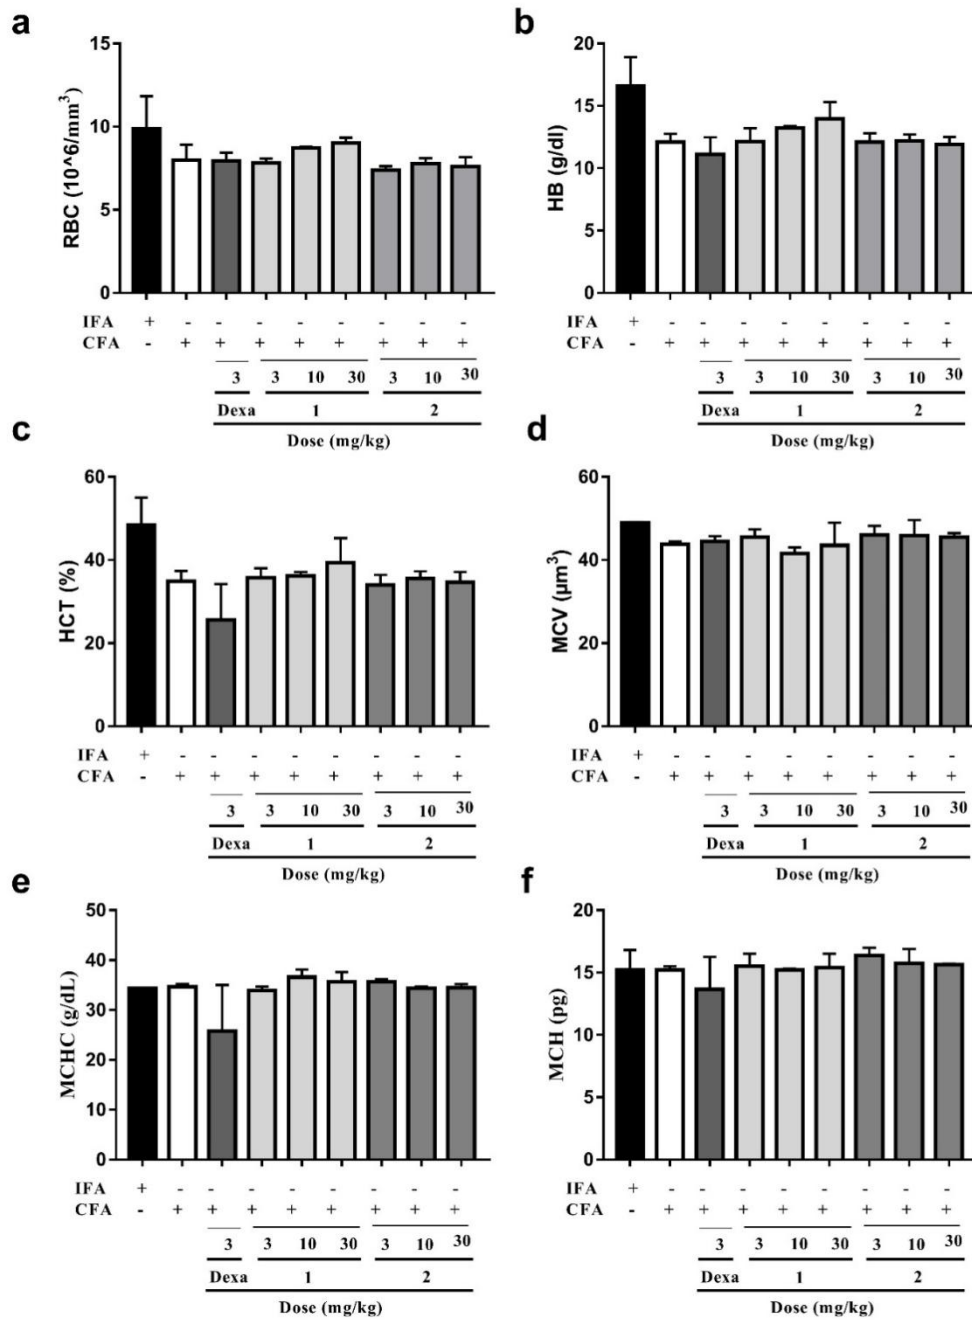 a
15
10
5
0
RBC (10^6/mm³)
IFA + - - - - - - - -
CFA - + + + + + + + +
3 3 10 30 3 10 30
Dexa 1 2
Dose (mg/kg)
b
20
15
10
5
0
HB (g/dl)
IFA + - - - - - - - -
CFA - + + + + + + + +
3 3 10 30 3 10 30
Dexa 1 2
Dose (mg/kg)
c
60
40
20
0
HCT (%)
IFA + - - - - - - - -
CFA - + + + + + + + +
3 3 10 30 3 10 30
Dexa 1 2
Dose (mg/kg)
d
60
40
20
0
MCV (µm³)
IFA + - - - - - - - -
CFA - + + + + + + + +
3 3 10 30 3 10 30
Dexa 1 2
Dose (mg/kg)
e
50
40
30
20
10
0
MCHC (g/dL)
IFA + - - - - - - - -
CFA - + + + + + + + +
3 3 10 30 3 10 30
Dexa 1 2
Dose (mg/kg)
f
20
15
10
5
0
MCH (pg)
IFA + - - - - - - - -
CFA - + + + + + + + +
3 3 10 30 3 10 30
Dexa 1 2
Dose (mg/kg)